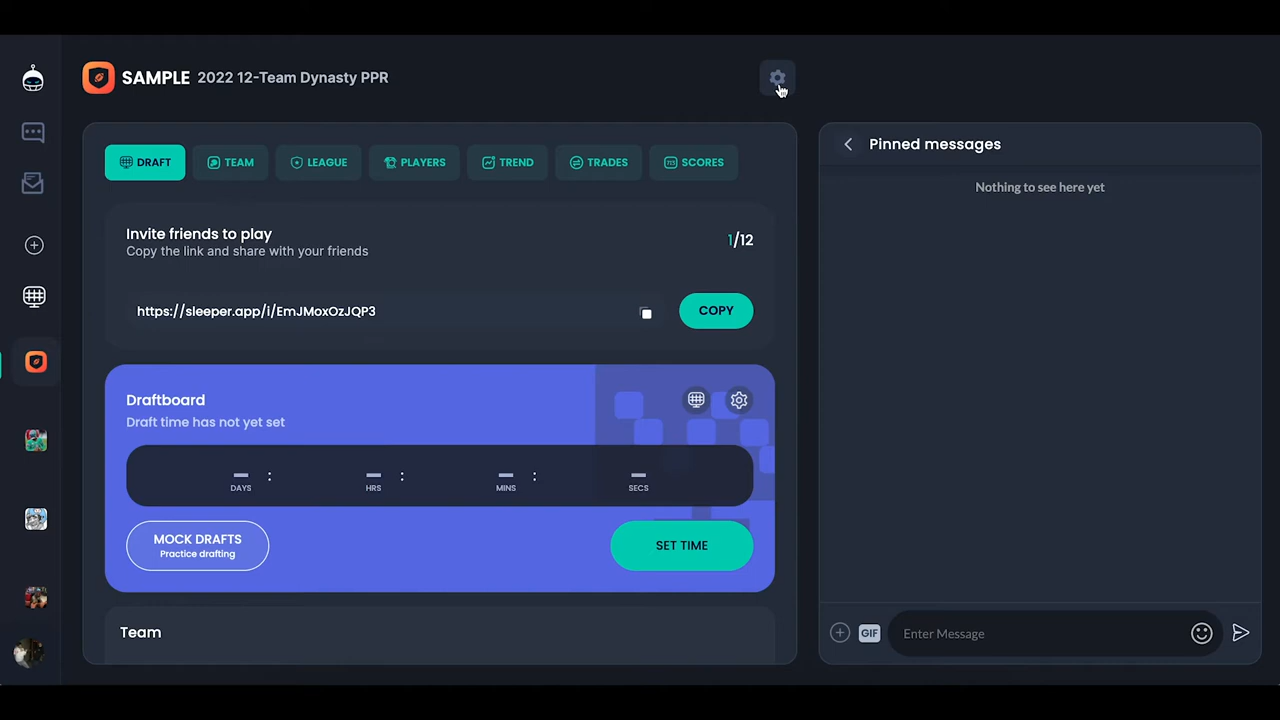 SAMPLE 2022 12-Team Dynasty PPR
DRAFT TEAM LEAGUE PLAYERS TREND TRADES SCORES
Invite friends to play
Copy the link and share with your friends
1/12
https://sleeper.app/i/EmJMoxOzJQP3
COPY
Draftboard
Draft time has not yet set
DAYS : HRS : MINS : SECS
MOCK DRAFTS
Practice drafting
SET TIME
Team
Pinned messages
Nothing to see here yet
GIF Enter Message